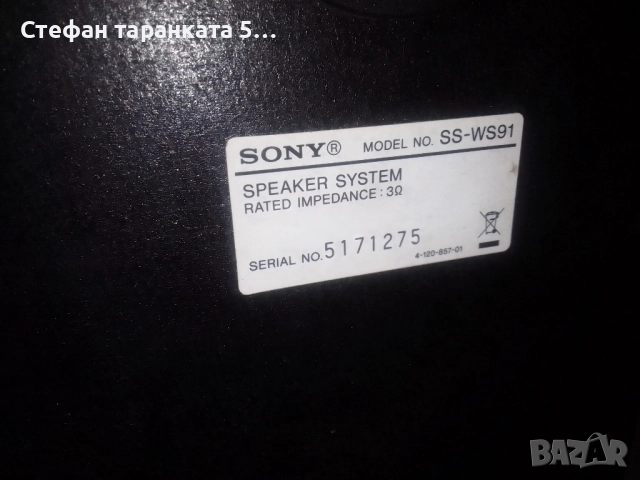 Стефан таранката 5...
SONY® MODEL NO. SS-WS91
SPEAKER SYSTEM
RATED IMPEDANCE : 3Ω
SERIAL NO. 5171275
4-120-857-01
BAZAR